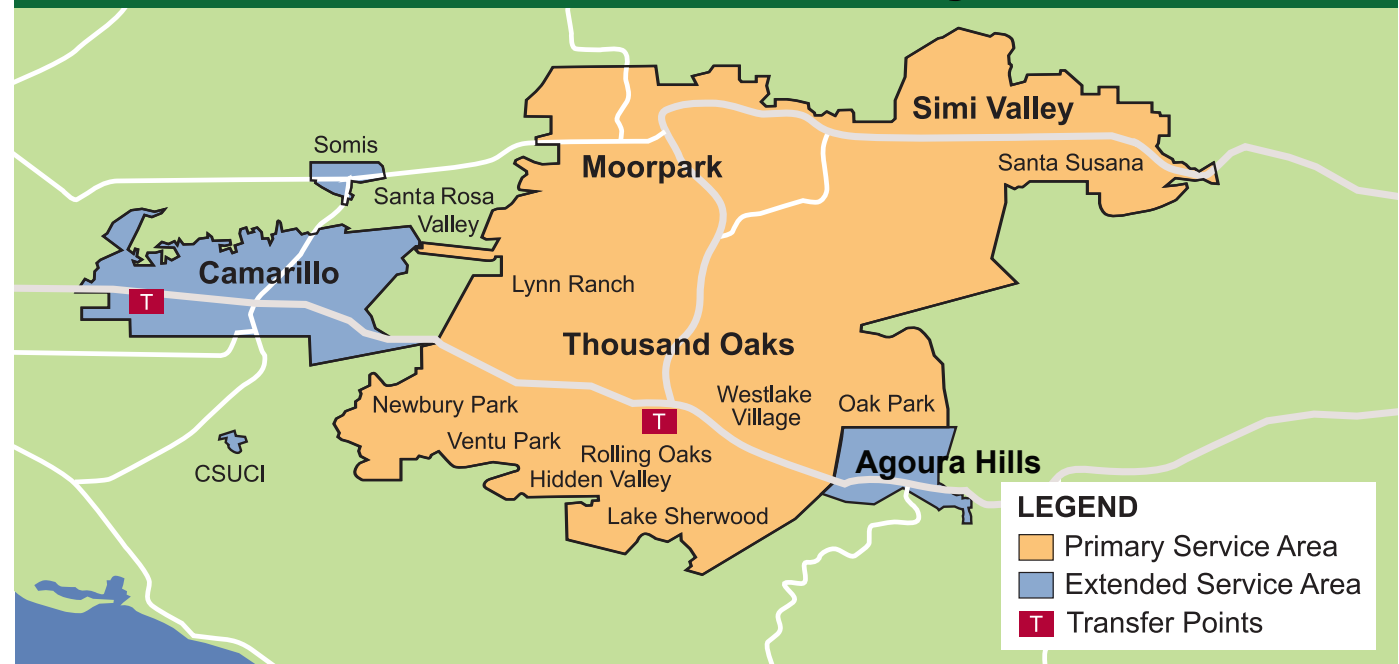 Simi Valley
Somis
Moorpark
Santa Susana
Santa Rosa
Valley
Camarillo
Lynn Ranch
T
Thousand Oaks
Westlake
Village
Newbury Park
Oak Park
T
Ventu Park
Rolling Oaks
CSUCI
Hidden Valley
Agoura Hills
Lake Sherwood
LEGEND
Primary Service Area
Extended Service Area
T Transfer Points